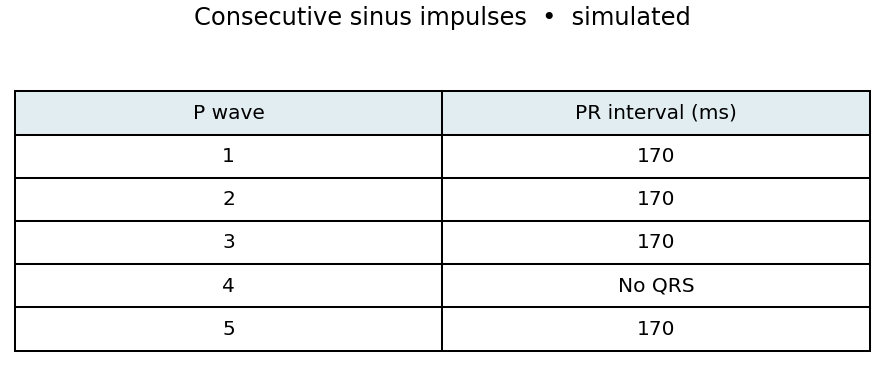 Consecutive sinus impulses • simulated
P wave PR interval (ms)
1 170
2 170
3 170
4 No QRS
5 170